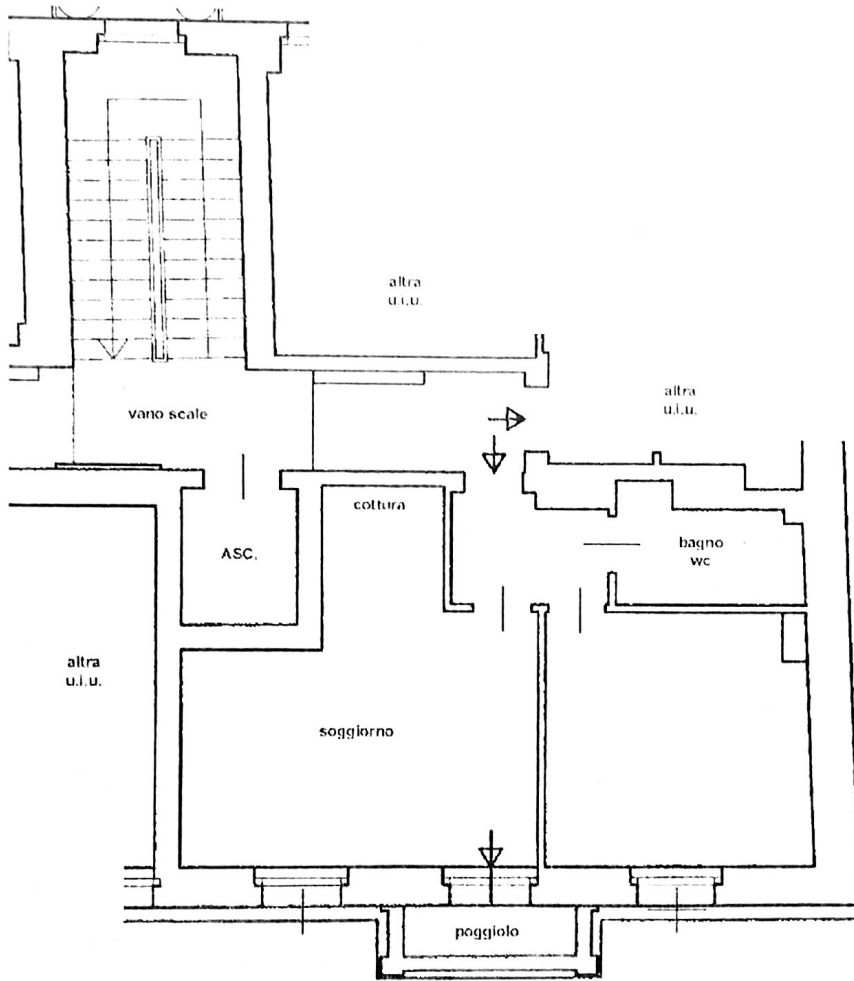 altra
u.i.u.
altra
u.i.u.
vano scale
cottura
ASC.
bagno
wc
altra
u.i.u.
soggiorno
poggiolo